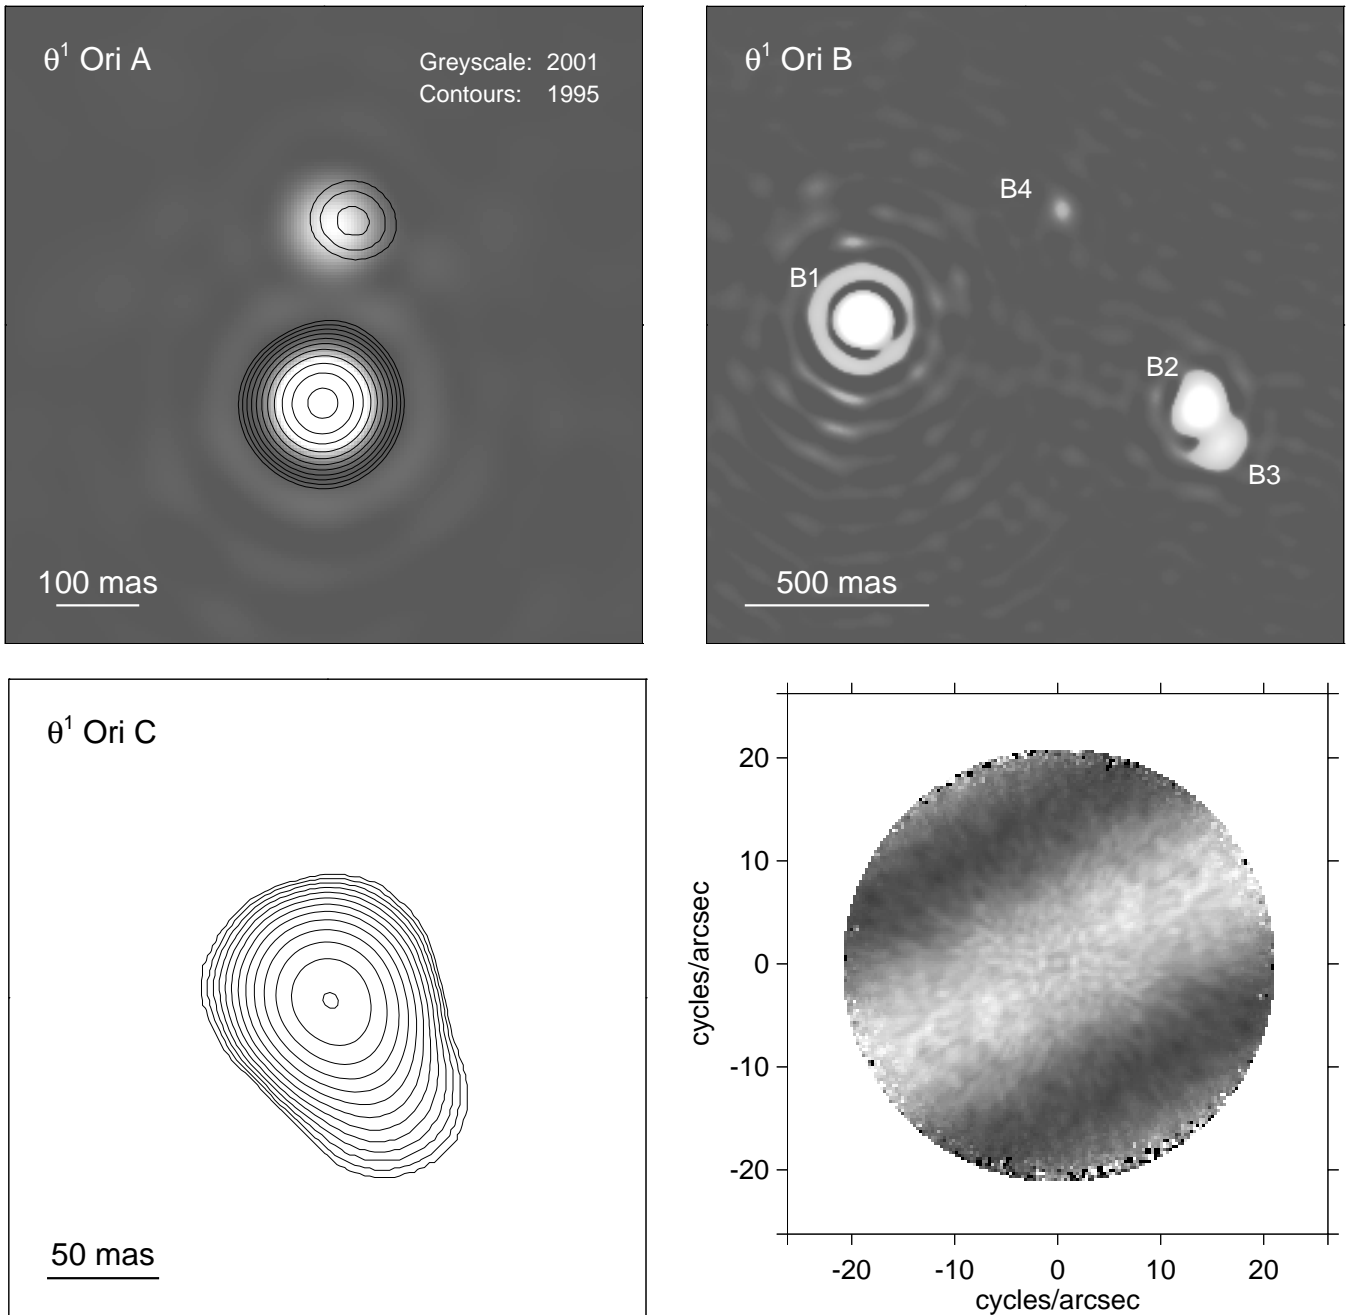 θ¹ Ori A
Greyscale: 2001
Contours: 1995
100 mas
θ¹ Ori B
B4
B1
B2
B3
500 mas
θ¹ Ori C
50 mas
20
10
0
-10
-20
cycles/arcsec
-20 -10 0 10 20
cycles/arcsec